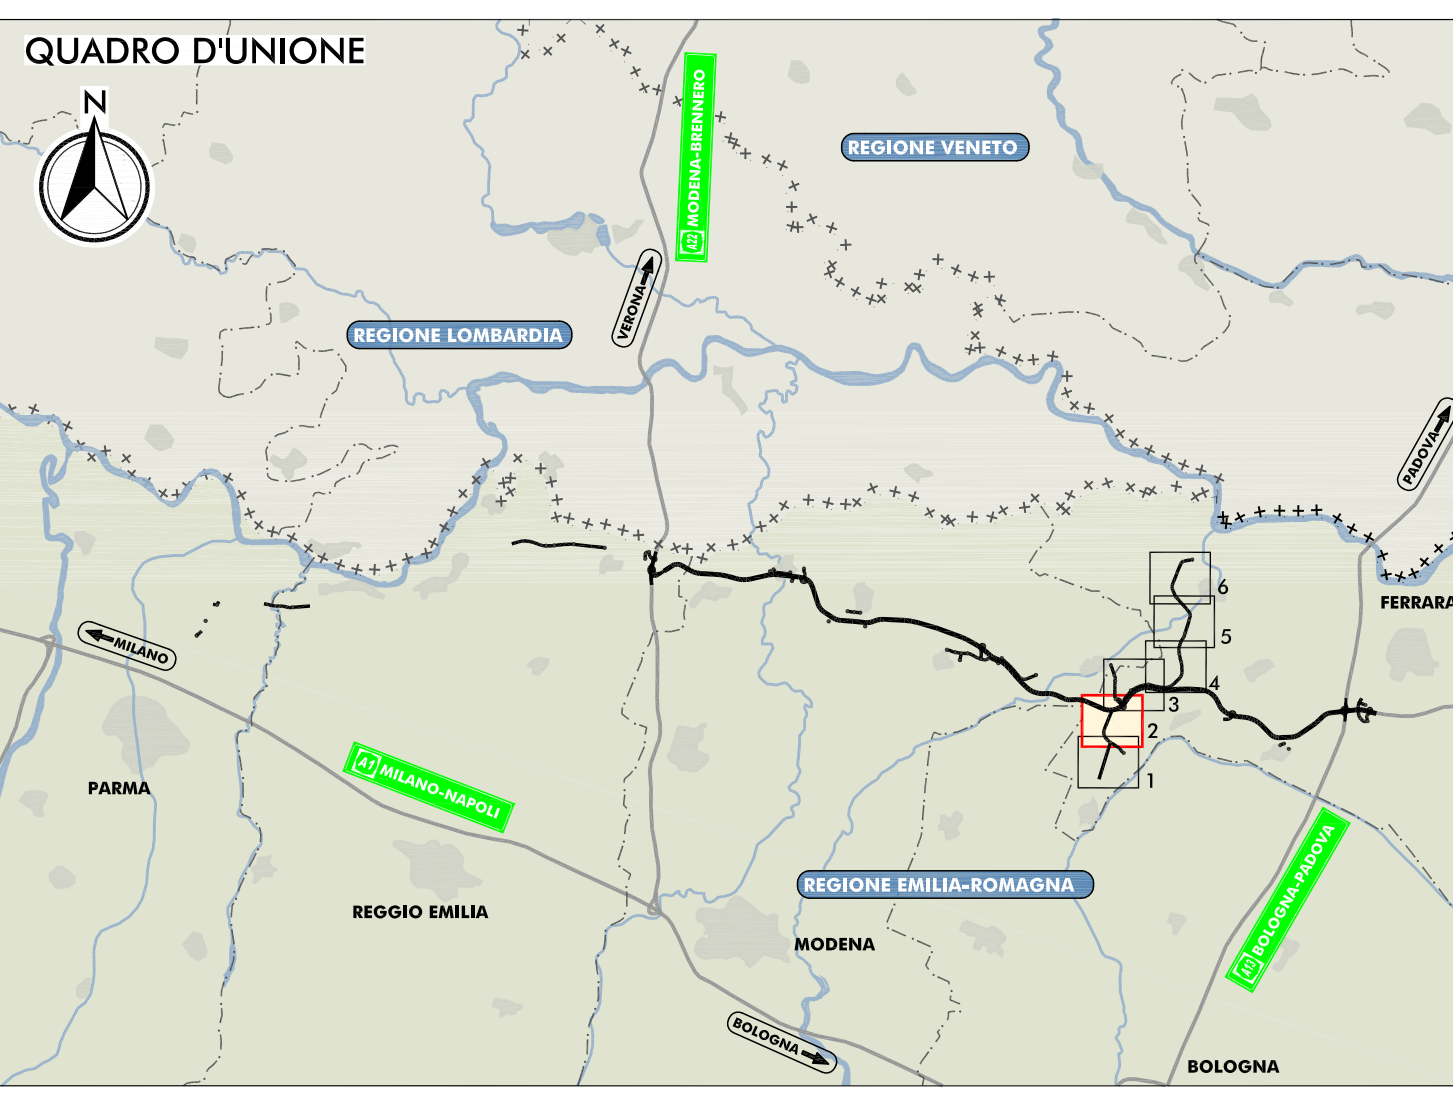 QUADRO D'UNIONE
N
A22 MODENA-BRENNERO
REGIONE VENETO
VERONA
REGIONE LOMBARDIA
PADOVA
6
FERRARA
5
MILANO
4
3
2
1
PARMA
A1 MILANO-NAPOLI
A13 BOLOGNA-PADOVA
REGIONE EMILIA-ROMAGNA
REGGIO EMILIA
MODENA
BOLOGNA
BOLOGNA